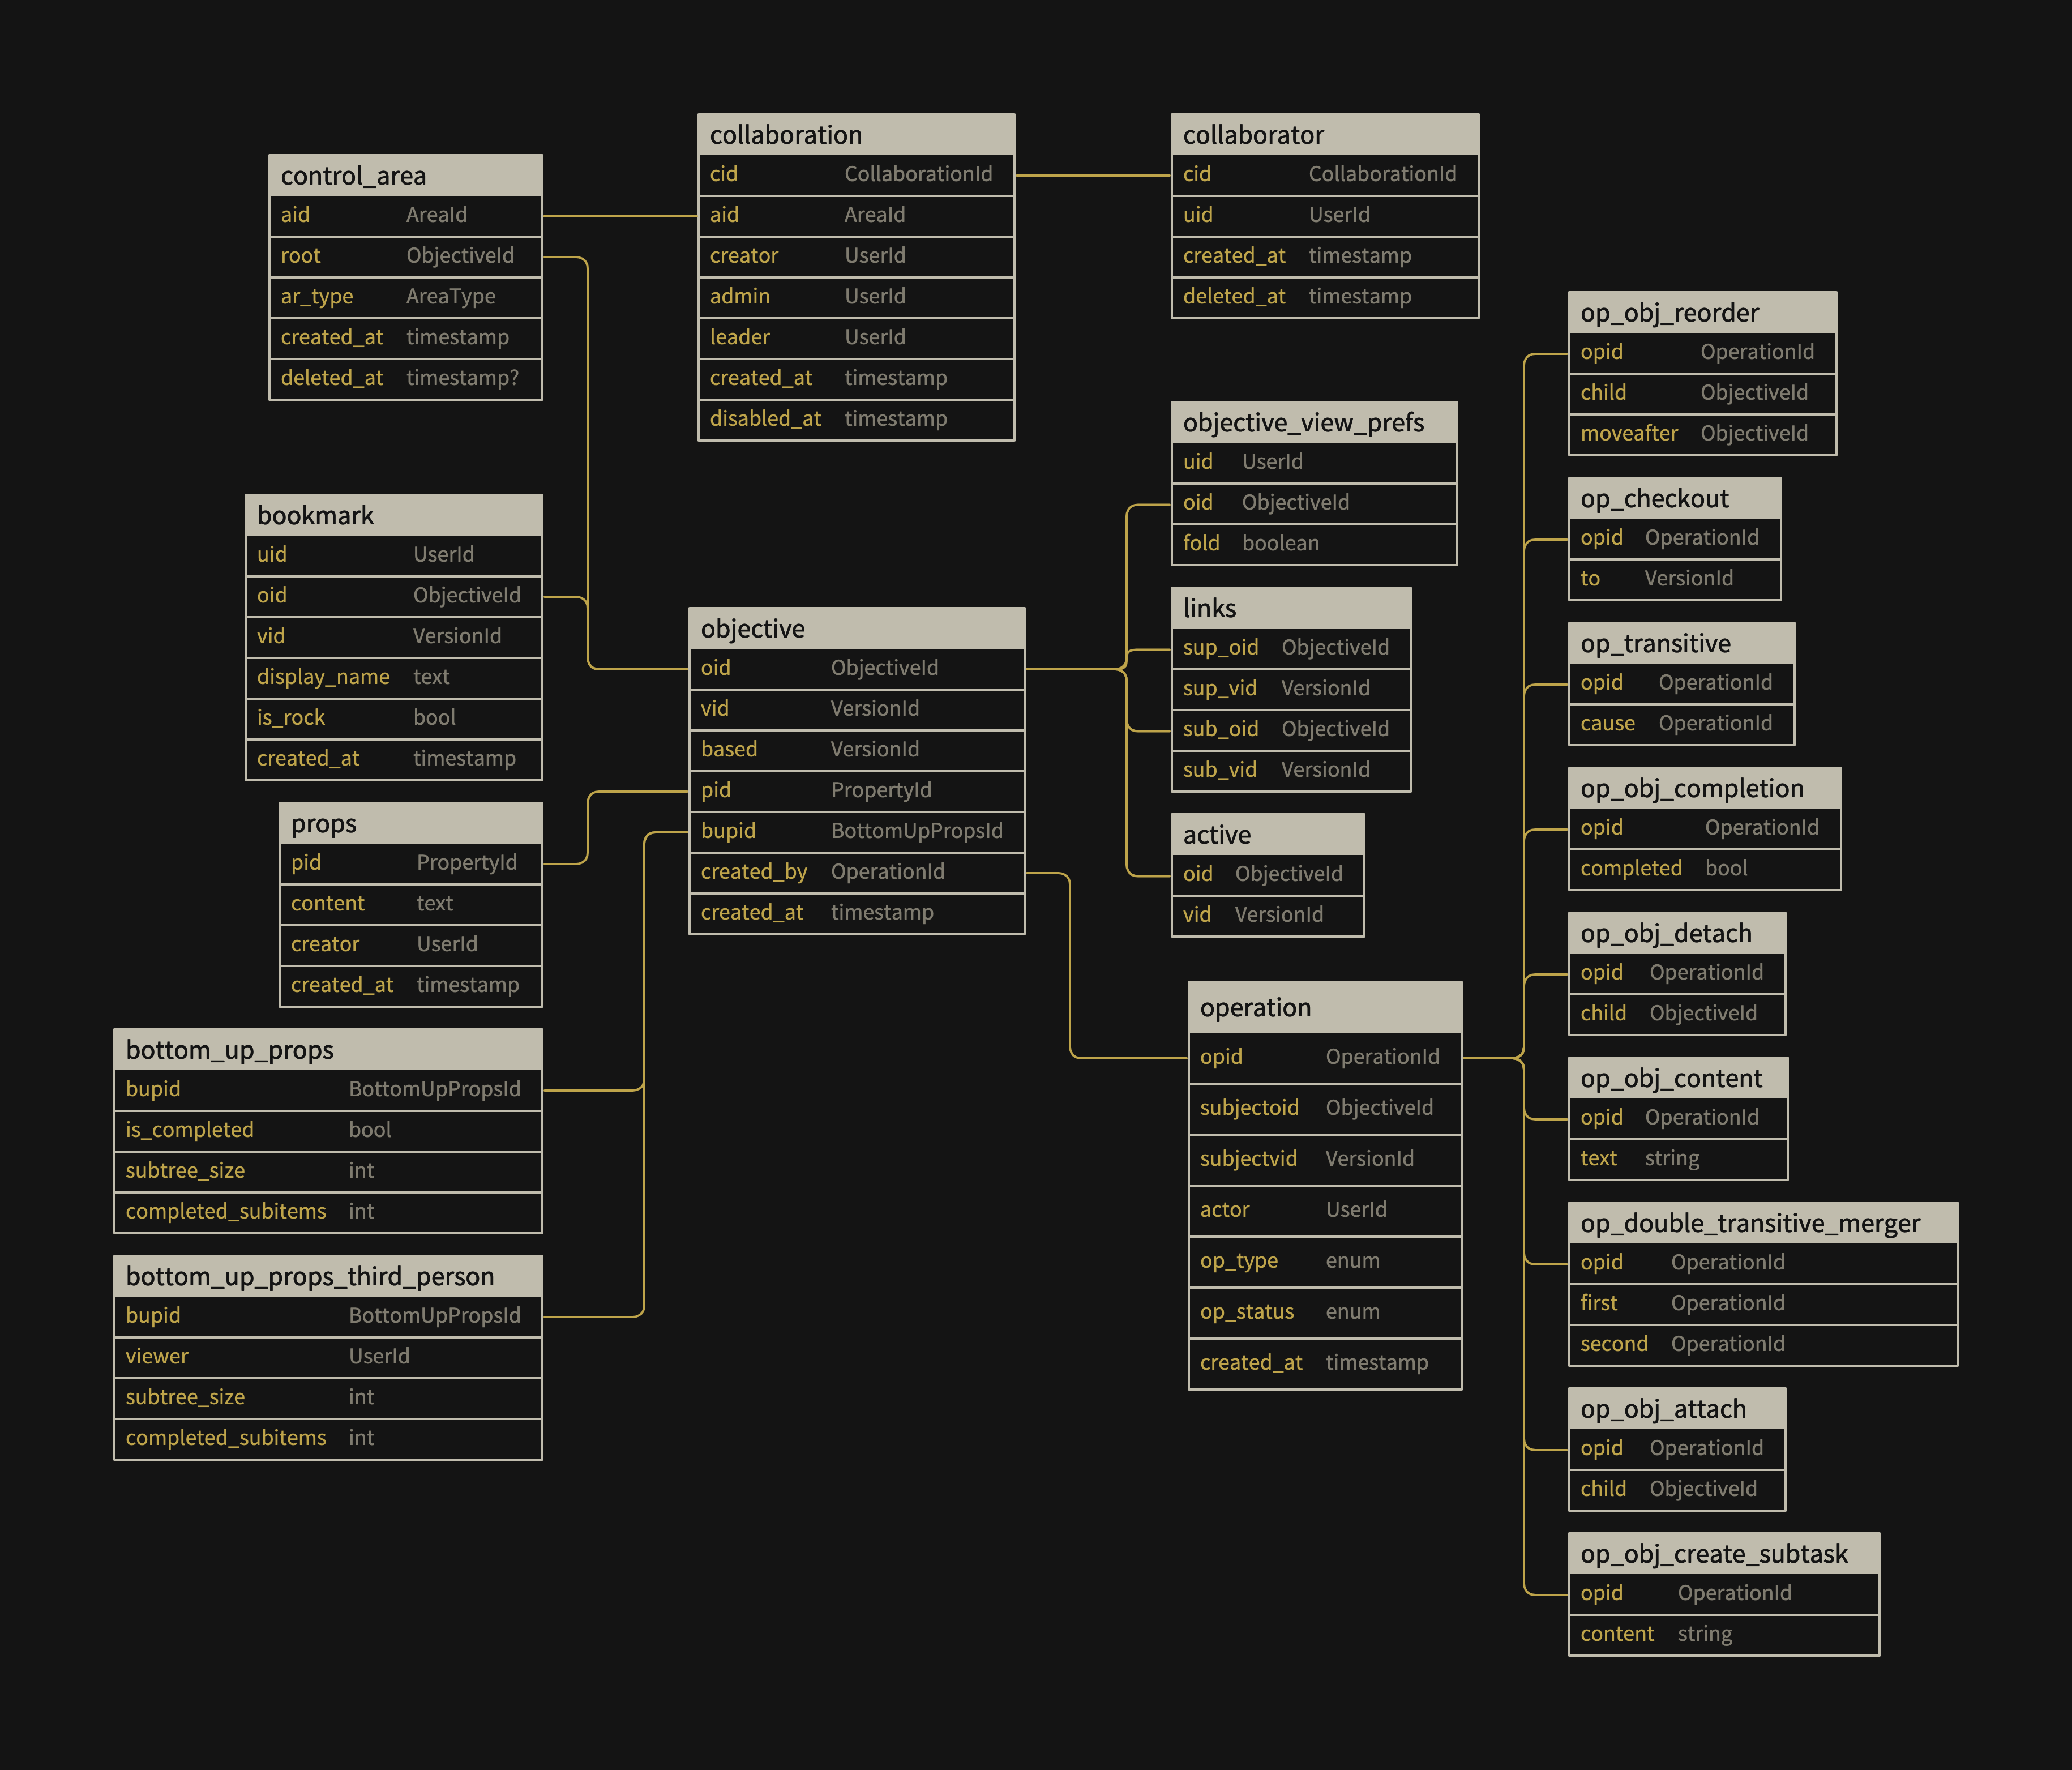 control_area
aid AreaId
root ObjectiveId
ar_type AreaType
created_at timestamp
deleted_at timestamp?
collaboration
cid CollaborationId
aid AreaId
creator UserId
admin UserId
leader UserId
created_at timestamp
disabled_at timestamp
collaborator
cid CollaborationId
uid UserId
created_at timestamp
deleted_at timestamp
bookmark
uid UserId
oid ObjectiveId
vid VersionId
display_name text
is_rock bool
created_at timestamp
props
pid PropertyId
content text
creator UserId
created_at timestamp
bottom_up_props
bupid BottomUpPropsId
is_completed bool
subtree_size int
completed_subitems int
bottom_up_props_third_person
bupid BottomUpPropsId
viewer UserId
subtree_size int
completed_subitems int
objective
oid ObjectiveId
vid VersionId
based VersionId
pid PropertyId
bupid BottomUpPropsId
created_by OperationId
created_at timestamp
objective_view_prefs
uid UserId
oid ObjectiveId
fold boolean
links
sup_oid ObjectiveId
sup_vid VersionId
sub_oid ObjectiveId
sub_vid VersionId
active
oid ObjectiveId
vid VersionId
operation
opid OperationId
subjectoid ObjectiveId
subjectvid VersionId
actor UserId
op_type enum
op_status enum
created_at timestamp
op_obj_reorder
opid OperationId
child ObjectiveId
moveafter ObjectiveId
op_checkout
opid OperationId
to VersionId
op_transitive
opid OperationId
cause OperationId
op_obj_completion
opid OperationId
completed bool
op_obj_detach
opid OperationId
child ObjectiveId
op_obj_content
opid OperationId
text string
op_double_transitive_merger
opid OperationId
first OperationId
second OperationId
op_obj_attach
opid OperationId
child ObjectiveId
op_obj_create_subtask
opid OperationId
content string